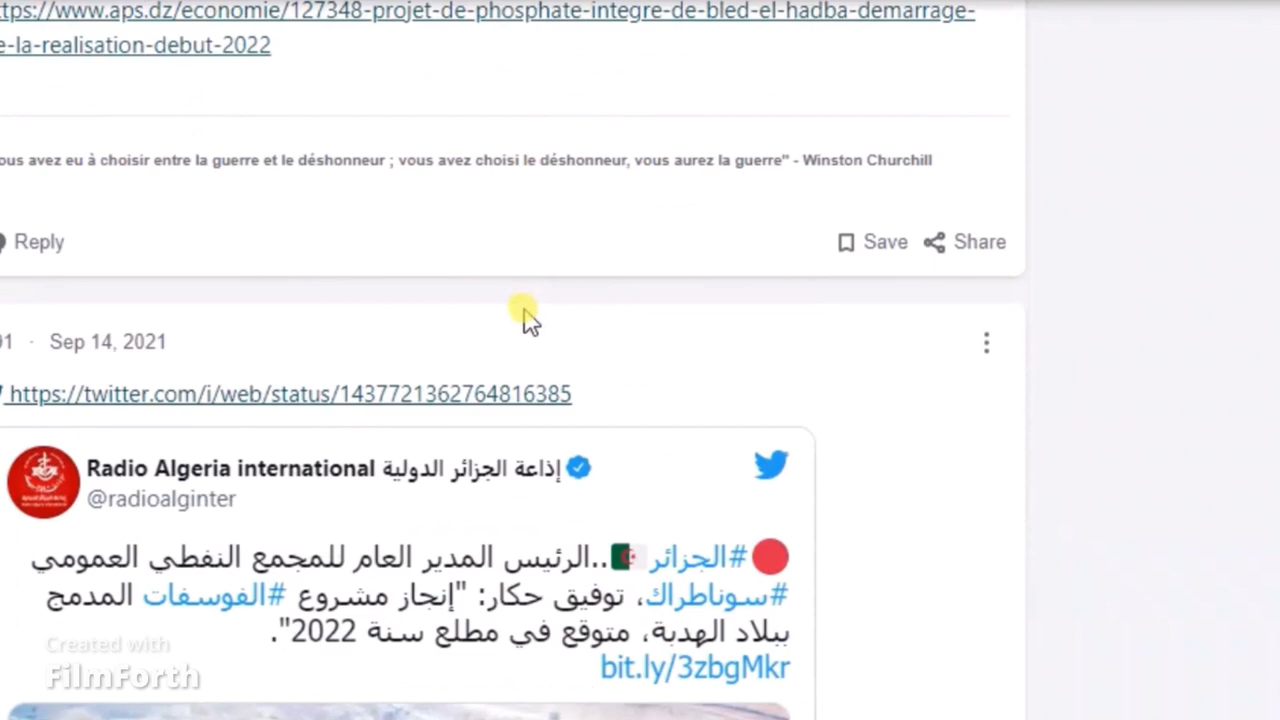 ttps://www.aps.dz/economie/127348-projet-de-phosphate-integre-de-bled-el-hadba-demarrage-
e-la-realisation-debut-2022
ous avez eu à choisir entre la guerre et le déshonneur ; vous avez choisi le déshonneur, vous aurez la guerre" - Winston Churchill
Reply
Save Share
91 · Sep 14, 2021
https://twitter.com/i/web/status/1437721362764816385
Radio Algeria international إذاعة الجزائر الدولية
@radioalginter
#الجزائر..الرئيس المدير العام للمجمع النفطي العمومي
#سوناطراك، توفيق حكار: "إنجاز مشروع #الفوسفات المدمج
ببلاد الهدبة، متوقع في مطلع سنة 2022".
bit.ly/3zbgMkr
Created with
FilmForth